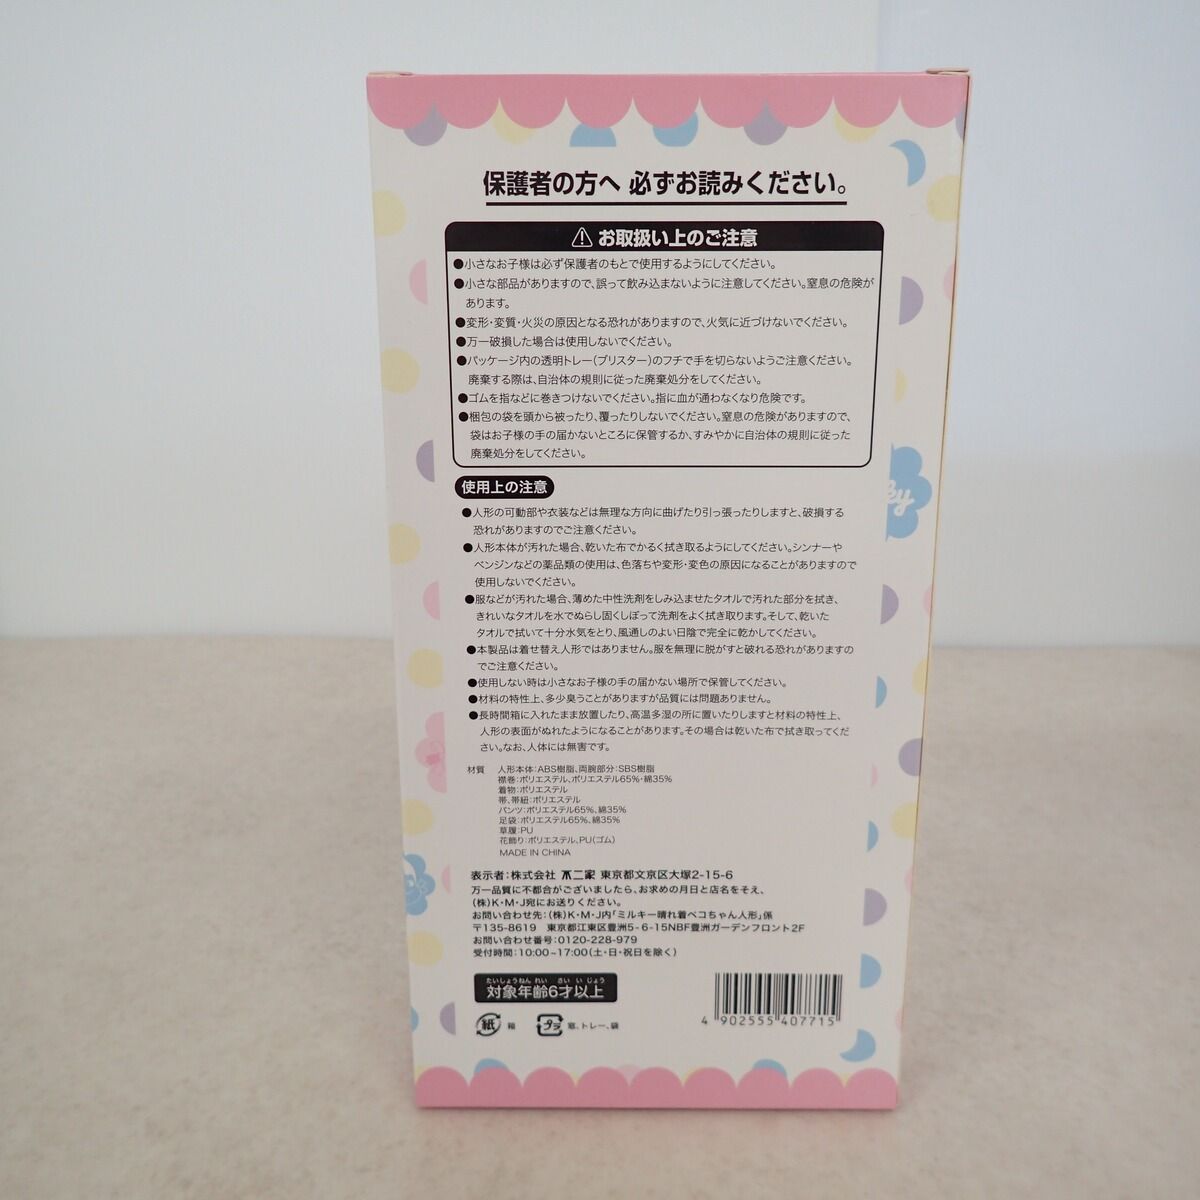 保護者の方へ 必ずお読みください。
⚠ お取扱い上のご注意
●小さなお子様は必ず保護者のもとで使用するようにしてください。
●小さな部品がありますので、誤って飲み込まないように注意してください。窒息の危険が
あります。
●変形・変質・火災の原因となる恐れがありますので、火気に近づけないでください。
●万一破損した場合は使用しないでください。
●パッケージ内の透明トレー(ブリスター)のフチで手を切らないようご注意ください。
廃棄する際は、自治体の規則に従った廃棄処分をしてください。
●ゴムを指などに巻きつけないでください。指に血が通わなくなり危険です。
●梱包の袋を頭から被ったり、覆ったりしないでください。窒息の危険がありますので、
袋はお子様の手の届かないところに保管するか、すみやかに自治体の規則に従った
廃棄処分をしてください。
使用上の注意
●人形の可動部や衣装などは無理な方向に曲げたり引っ張ったりしますと、破損する
恐れがありますのでご注意ください。
●人形本体が汚れた場合、乾いた布でかるく拭き取るようにしてください。シンナーや
ベンジンなどの薬品類の使用は、色落ちや変形・変色の原因になることがありますので
使用しないでください。
●服などが汚れた場合、薄めた中性洗剤をしみ込ませたタオルで汚れた部分を拭き、
きれいなタオルを水でぬらし固くしぼって洗剤をよく拭き取ります。そして、乾いた
タオルで拭いて十分水気をとり、風通しのよい日陰で完全に乾かしてください。
●本製品は着せ替え人形ではありません。服を無理に脱がすと破れる恐れがありますの
でご注意ください。
●使用しない時は小さなお子様の手の届かない場所で保管してください。
●材料の特性上、多少臭うことがありますが品質には問題ありません。
●長時間箱に入れたまま放置したり、高温多湿の所に置いたりしますと材料の特性上、
人形の表面がぬれたようになることがあります。その場合は乾いた布で拭き取ってくだ
さい。なお、人体には無害です。
材質 人形本体:ABS樹脂、両腕部分:SBS樹脂
襟巻:ポリエステル、ポリエステル65%・綿35%
着物:ポリエステル
帯、帯紐:ポリエステル
パンツ:ポリエステル65%、綿35%
足袋:ポリエステル65%、綿35%
草履:PU
花飾り:ポリエステル、PU(ゴム)
MADE IN CHINA
表示者:株式会社 不二家 東京都文京区大塚2-15-6
万一品質に不都合がございましたら、お求めの月日と店名をそえ、
(株)K・M・J宛にお送りください。
お問い合わせ先:(株)K・M・J内「ミルキー晴れ着ペコちゃん人形」係
〒135-8619 東京都江東区豊洲5-6-15NBF豊洲ガーデンフロント2F
お問い合わせ番号:0120-228-979
受付時間:10:00~17:00(土・日・祝日を除く)
たいしょうねんれい さいいじょう
対象年齢6才以上
紙 箱 プラ 窓、トレー、袋
4 902555 407715
ky